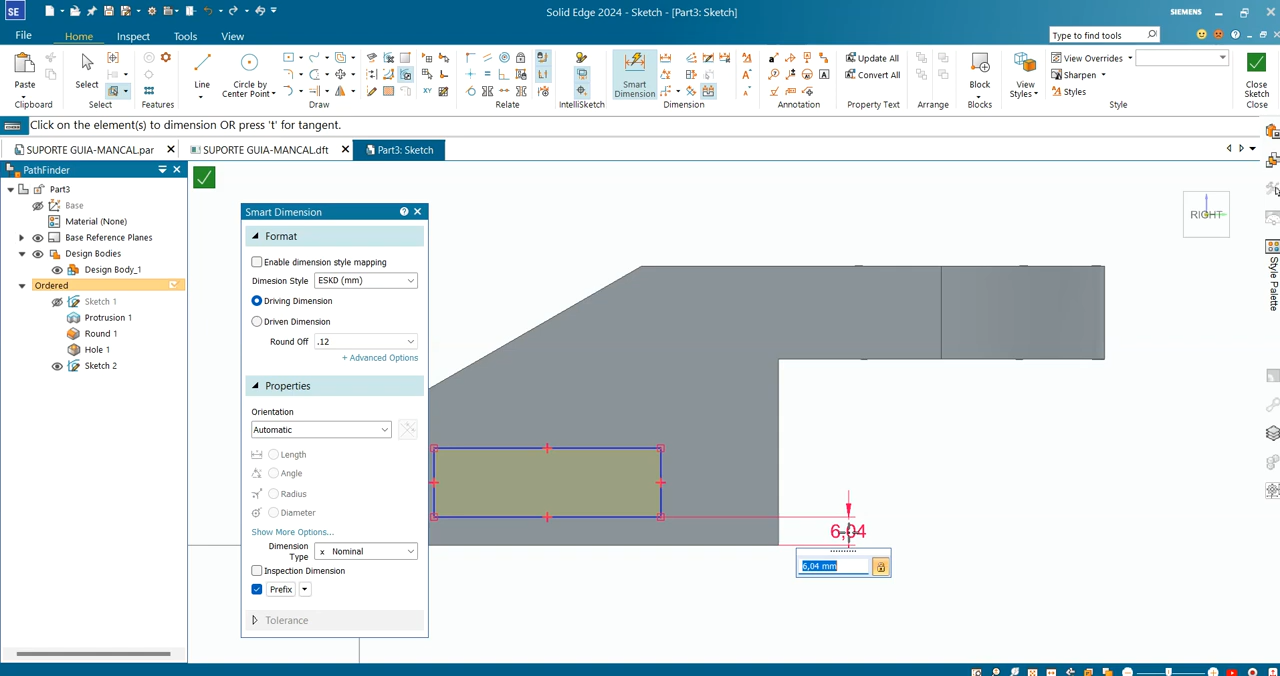 SE
Solid Edge 2024 - Sketch - [Part3: Sketch]
SIEMENS
File
Home
Inspect
Tools
View
Type to find tools
Paste
Clipboard
Select
Select
Features
Line
Circle by
Center Point
Draw
Relate
IntelliSketch
Smart
Dimension
Dimension
Annotation
Update All
Convert All
Property Text
Arrange
Block
Blocks
View
Styles
View Overrides
Sharpen
Styles
Style
Close
Sketch
Close
Click on the element(s) to dimension OR press 't' for tangent.
SUPORTE GUIA-MANCAL.par
SUPORTE GUIA-MANCAL.dft
Part3: Sketch
PathFinder
Part3
Base
Material (None)
Base Reference Planes
Design Bodies
Design Body_1
Ordered
Sketch 1
Protrusion 1
Round 1
Hole 1
Sketch 2
Smart Dimension
Format
Enable dimension style mapping
Dimesion Style
ESKD (mm)
Driving Dimension
Driven Dimension
Round Off
.12
+ Advanced Options
Properties
Orientation
Automatic
Length
Angle
Radius
Diameter
Show More Options...
Dimension
Type
x Nominal
Inspection Dimension
Prefix
Tolerance
RIGHT
6,04
6,04 mm
Style Palette